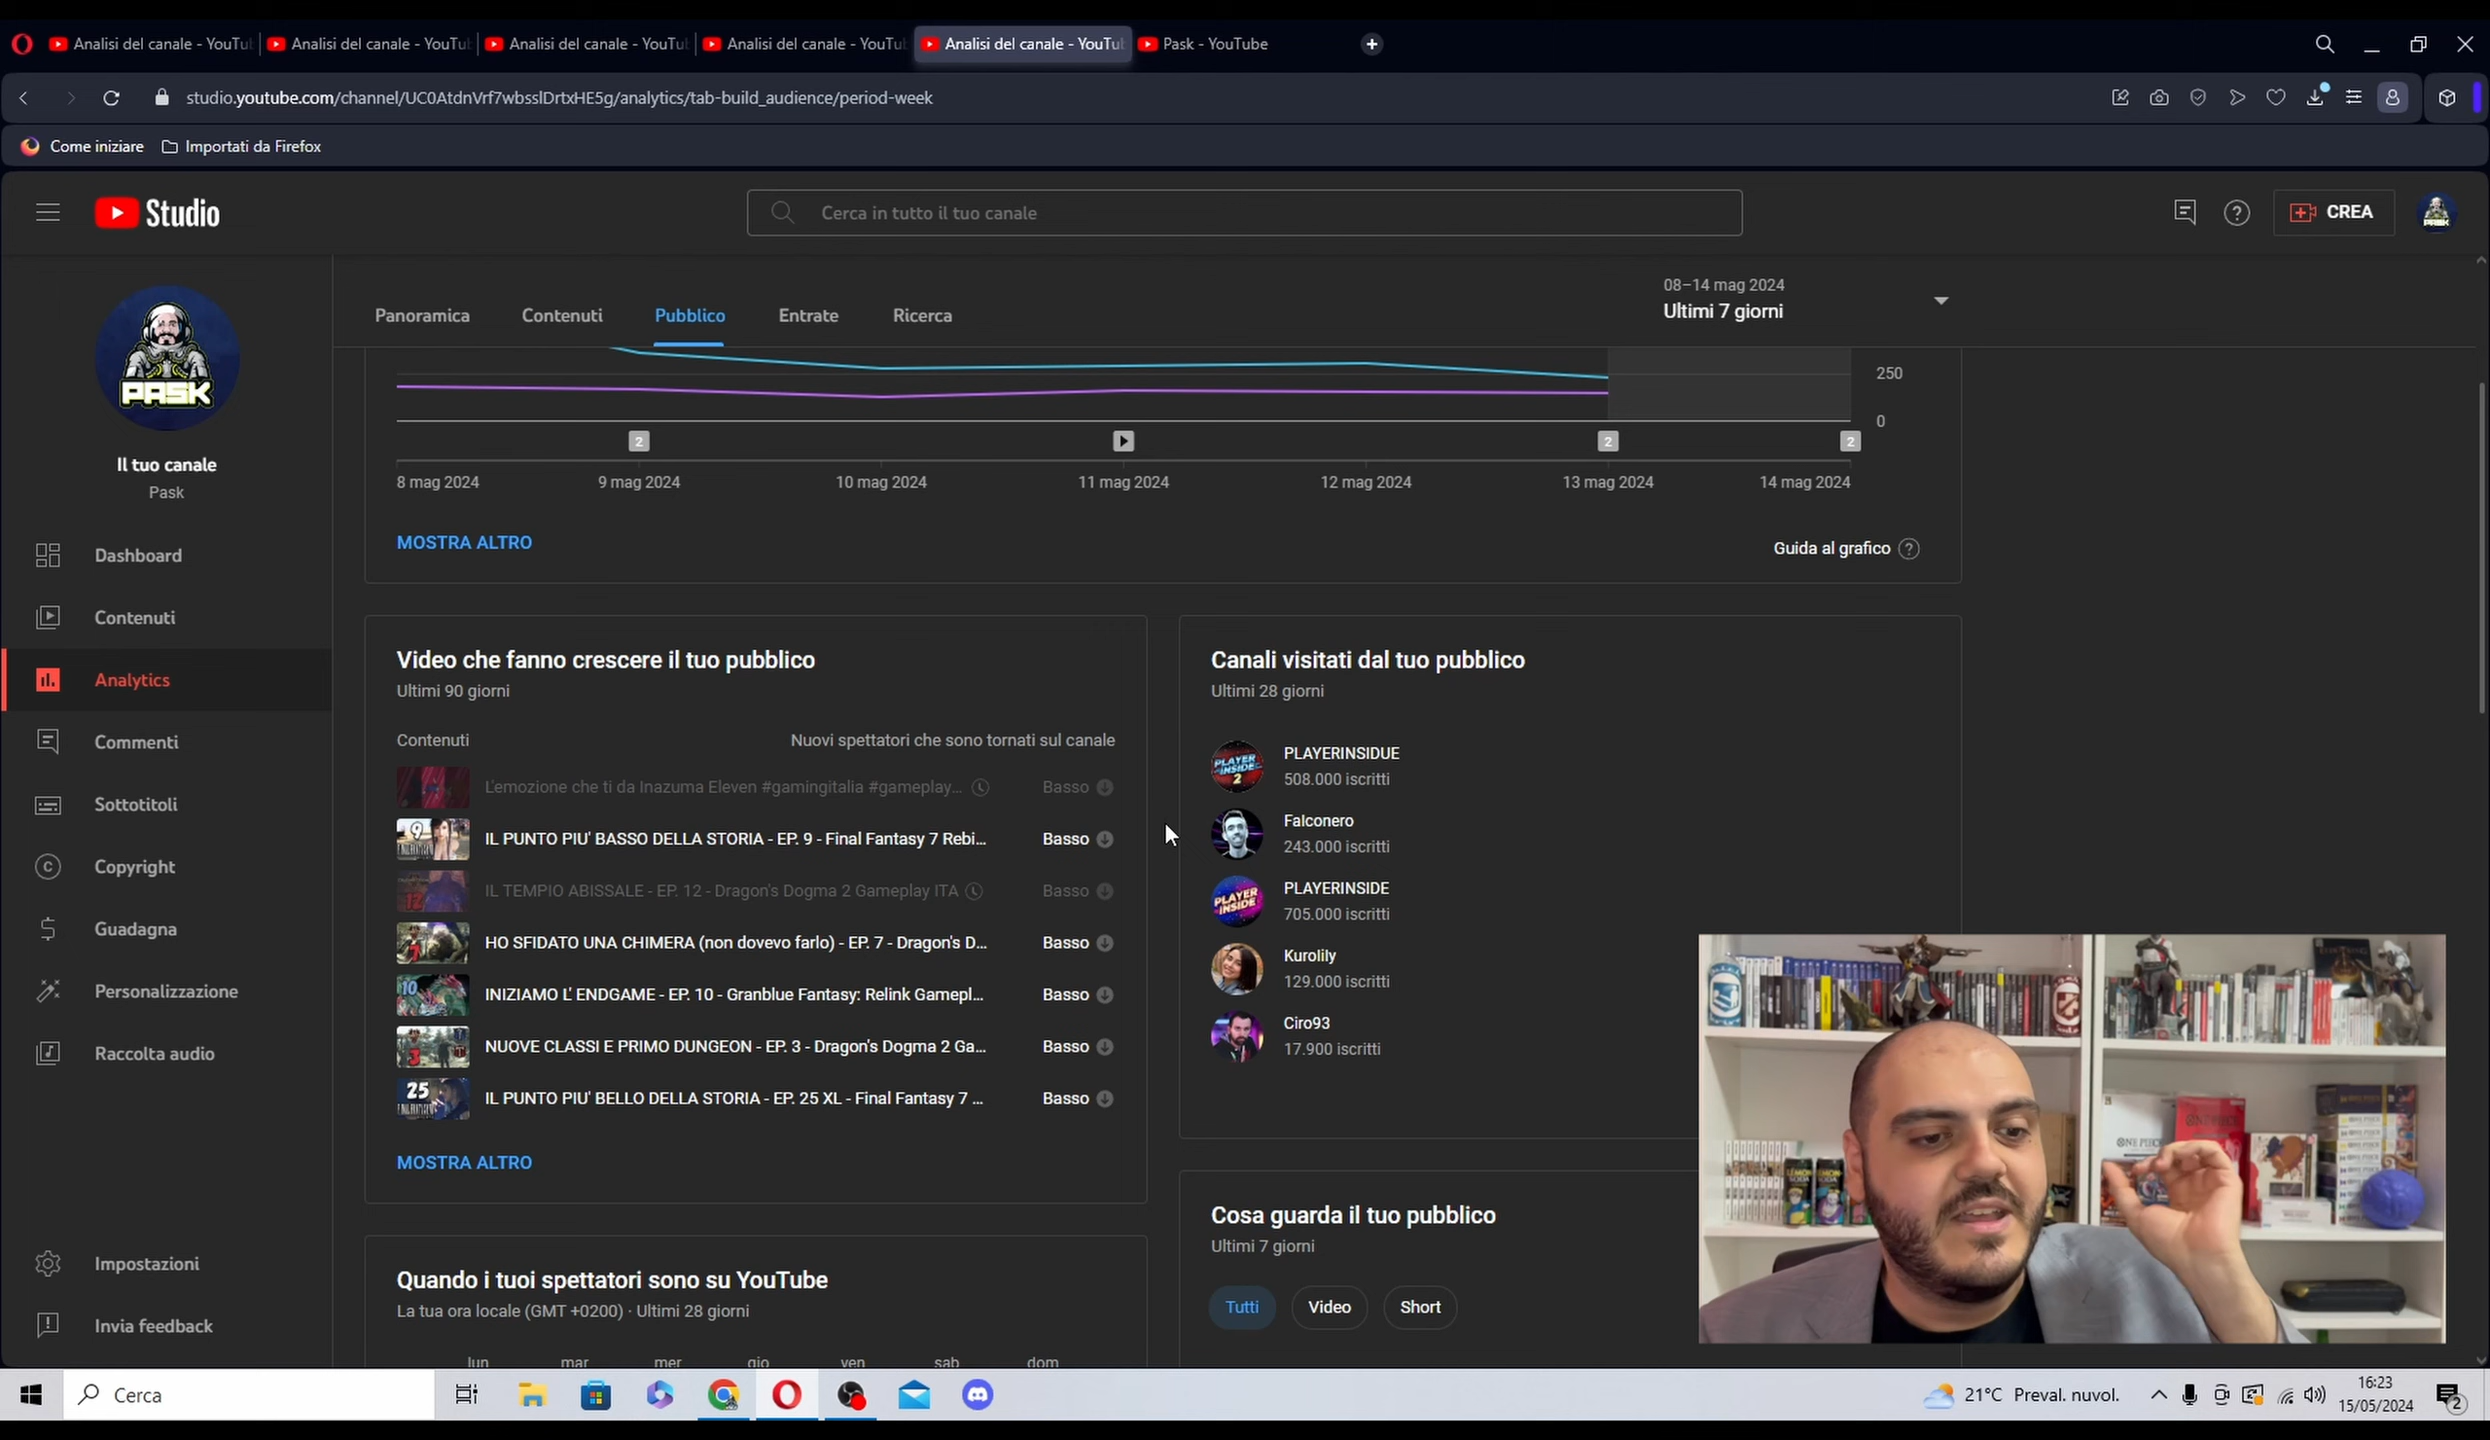 Analisi del canale - YouTu
Analisi del canale - YouTu
Analisi del canale - YouTu
Analisi del canale - YouTu
Analisi del canale - YouTu
Pask - YouTube
studio.youtube.com/channel/UC0AtdnVrf7wbsslDrtxHE5g/analytics/tab-build_audience/period-week
Come iniziare
Importati da Firefox
Studio
Cerca in tutto il tuo canale
CREA
PASK
Il tuo canale
Pask
Dashboard
Contenuti
Analytics
Commenti
Sottotitoli
Copyright
Guadagna
Personalizzazione
Raccolta audio
Impostazioni
Invia feedback
Panoramica
Contenuti
Pubblico
Entrate
Ricerca
08–14 mag 2024
Ultimi 7 giorni
250
0
2
2
2
8 mag 2024
9 mag 2024
10 mag 2024
11 mag 2024
12 mag 2024
13 mag 2024
14 mag 2024
MOSTRA ALTRO
Guida al grafico
Video che fanno crescere il tuo pubblico
Ultimi 90 giorni
Contenuti
Nuovi spettatori che sono tornati sul canale
L'emozione che ti da Inazuma Eleven #gamingitalia #gameplay... Basso
IL PUNTO PIU' BASSO DELLA STORIA - EP. 9 - Final Fantasy 7 Rebi... Basso
IL TEMPIO ABISSALE - EP. 12 - Dragon's Dogma 2 Gameplay ITA Basso
HO SFIDATO UNA CHIMERA (non dovevo farlo) - EP. 7 - Dragon's D... Basso
INIZIAMO L' ENDGAME - EP. 10 - Granblue Fantasy: Relink Gamepl... Basso
NUOVE CLASSI E PRIMO DUNGEON - EP. 3 - Dragon's Dogma 2 Ga... Basso
IL PUNTO PIU' BELLO DELLA STORIA - EP. 25 XL - Final Fantasy 7 ... Basso
MOSTRA ALTRO
Canali visitati dal tuo pubblico
Ultimi 28 giorni
PLAYERINSIDUE
508.000 iscritti
Falconero
243.000 iscritti
PLAYERINSIDE
705.000 iscritti
Kurolily
129.000 iscritti
Ciro93
17.900 iscritti
Quando i tuoi spettatori sono su YouTube
La tua ora locale (GMT +0200) · Ultimi 28 giorni
lun mar mer gio ven sab dom
Cosa guarda il tuo pubblico
Ultimi 7 giorni
Tutti
Video
Short
ONE PIECE
ONE PIECE
Cerca
21°C Preval. nuvol.
16:23
15/05/2024
2